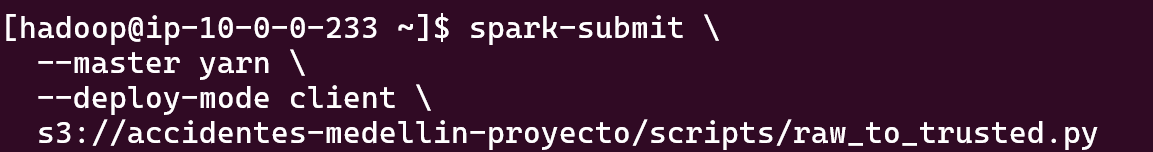 [hadoop@ip-10-0-0-233 ~]$ spark-submit \
  --master yarn \
  --deploy-mode client \
  s3://accidentes-medellin-proyecto/scripts/raw_to_trusted.py